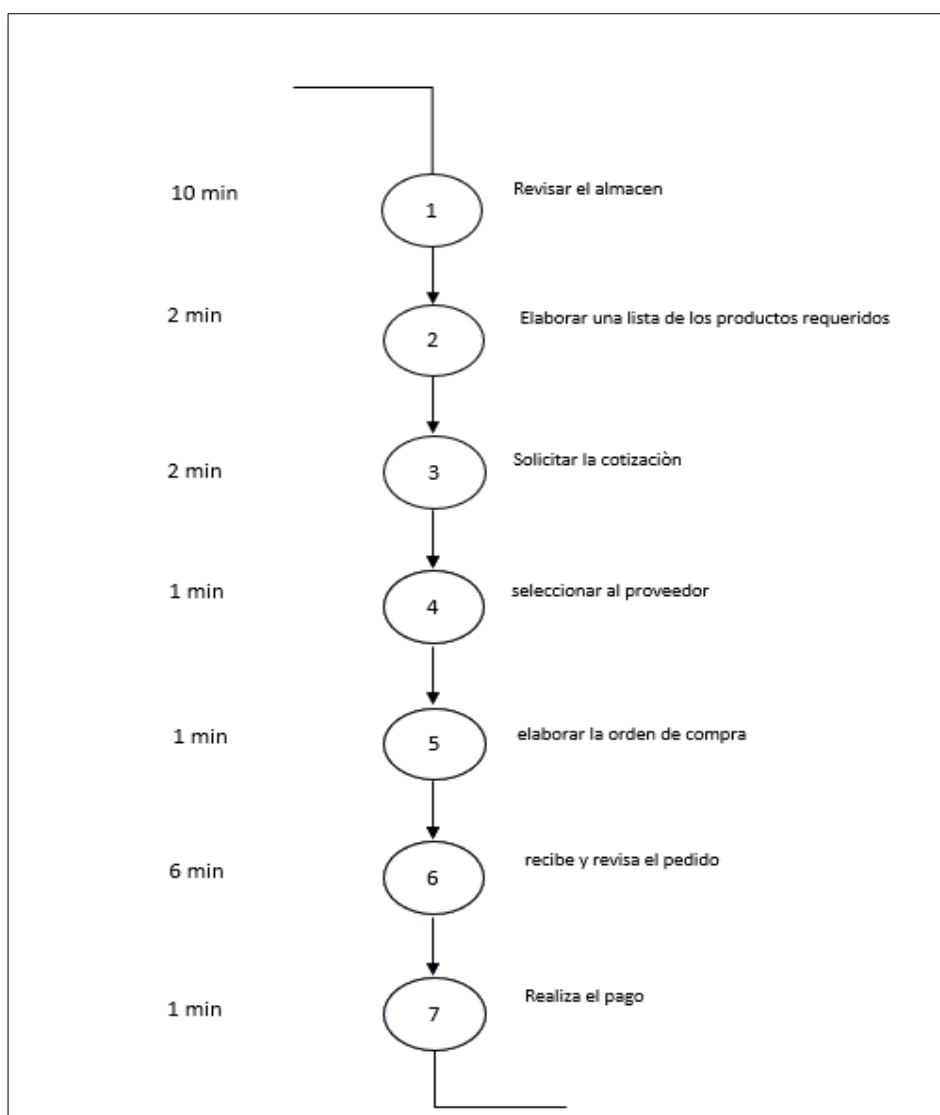 10 min
1
Revisar el almacen
2 min
2
Elaborar una lista de los productos requeridos
2 min
3
Solicitar la cotizaciòn
1 min
4
seleccionar al proveedor
1 min
5
elaborar la orden de compra
6 min
6
recibe y revisa el pedido
1 min
7
Realiza el pago